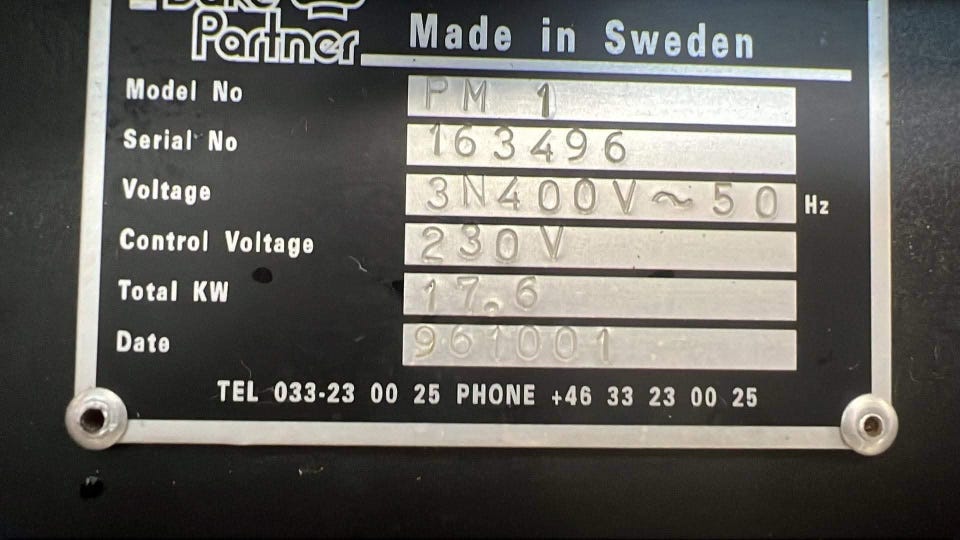 Partner Made in Sweden
Model No PM 1
Serial No 163496
Voltage 3N400V~50 Hz
Control Voltage 230V
Total KW 17.6
Date 961001
TEL 033-23 00 25 PHONE +46 33 23 00 25